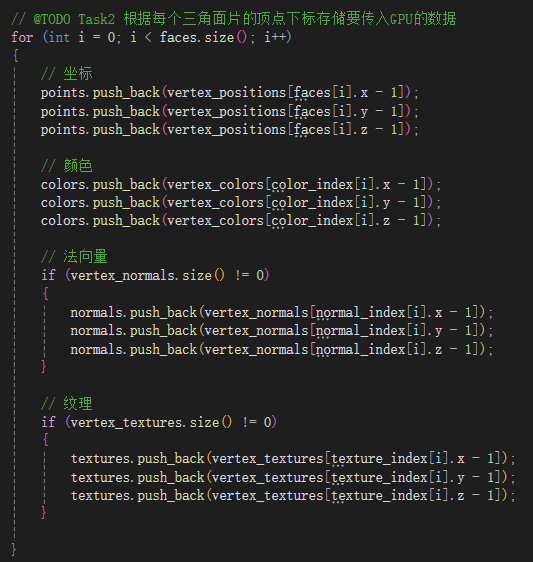 // @TODO Task2 根据每个三角面片的顶点下标存储要传入GPU的数据
for (int i = 0; i < faces.size(); i++)
{
    // 坐标
    points.push_back(vertex_positions[faces[i].x - 1]);
    points.push_back(vertex_positions[faces[i].y - 1]);
    points.push_back(vertex_positions[faces[i].z - 1]);

    // 颜色
    colors.push_back(vertex_colors[color_index[i].x - 1]);
    colors.push_back(vertex_colors[color_index[i].y - 1]);
    colors.push_back(vertex_colors[color_index[i].z - 1]);

    // 法向量
    if (vertex_normals.size() != 0)
    {
        normals.push_back(vertex_normals[normal_index[i].x - 1]);
        normals.push_back(vertex_normals[normal_index[i].y - 1]);
        normals.push_back(vertex_normals[normal_index[i].z - 1]);
    }

    // 纹理
    if (vertex_textures.size() != 0)
    {
        textures.push_back(vertex_textures[texture_index[i].x - 1]);
        textures.push_back(vertex_textures[texture_index[i].y - 1]);
        textures.push_back(vertex_textures[texture_index[i].z - 1]);
    }

}